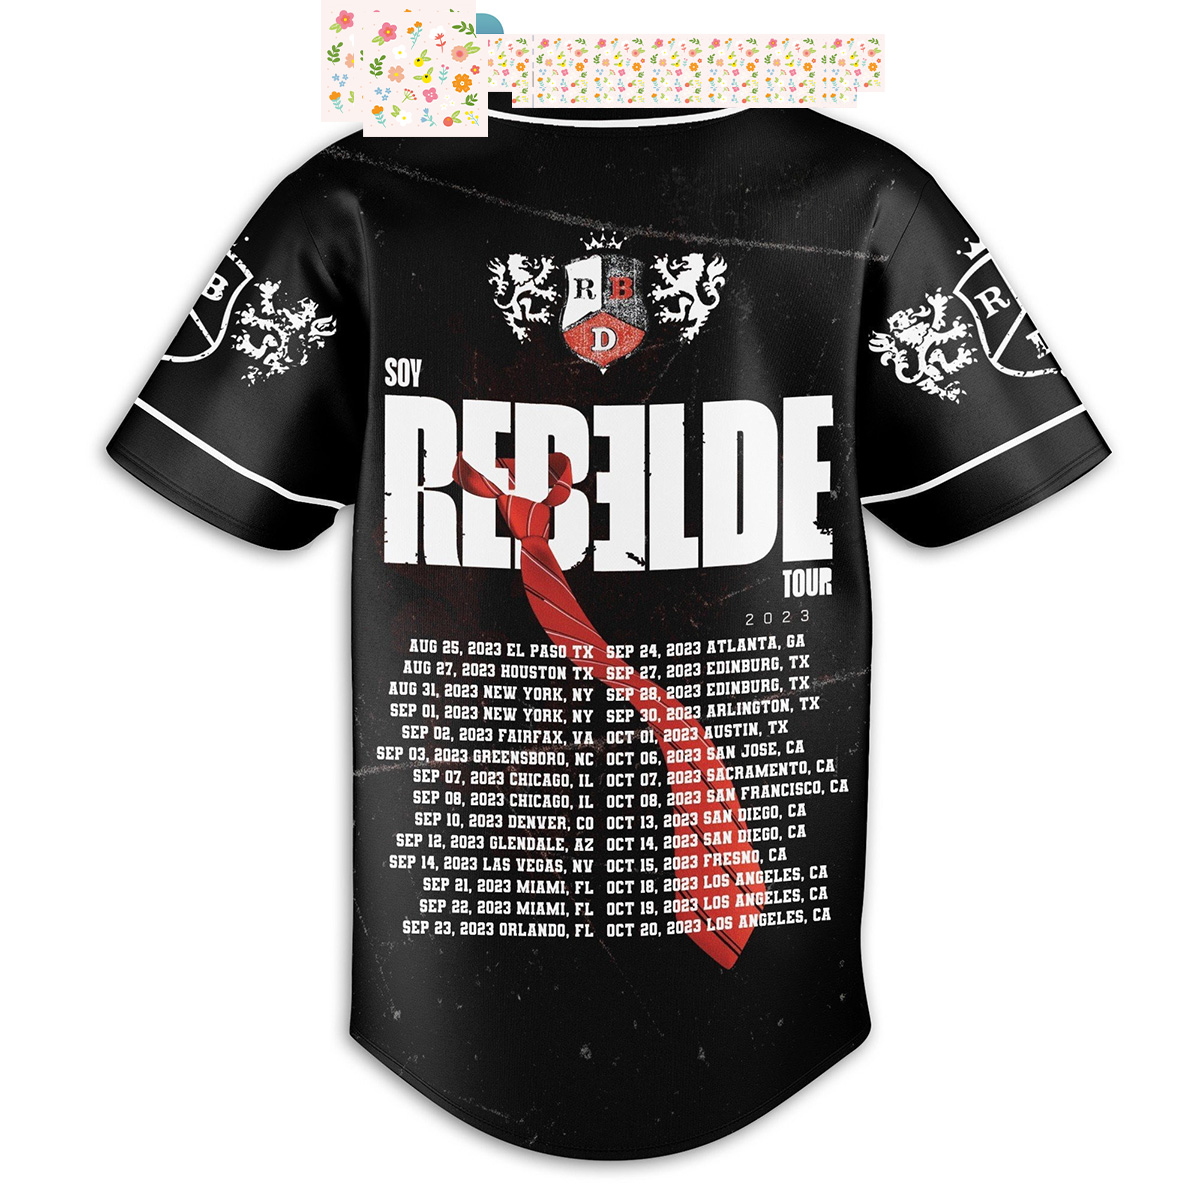 R B
D
B
R
SOY
REBELDE
TOUR
2023
AUG 25, 2023 EL PASO TX
AUG 27, 2023 HOUSTON TX
AUG 31, 2023 NEW YORK, NY
SEP 01, 2023 NEW YORK, NY
SEP 02, 2023 FAIRFAX, VA
SEP 03, 2023 GREENSBORO, NC
SEP 07, 2023 CHICAGO, IL
SEP 08, 2023 CHICAGO, IL
SEP 10, 2023 DENVER, CO
SEP 12, 2023 GLENDALE, AZ
SEP 14, 2023 LAS VEGAS, NV
SEP 21, 2023 MIAMI, FL
SEP 22, 2023 MIAMI, FL
SEP 23, 2023 ORLANDO, FL
SEP 24, 2023 ATLANTA, GA
SEP 27, 2023 EDINBURG, TX
SEP 28, 2023 EDINBURG, TX
SEP 30, 2023 ARLINGTON, TX
OCT 01, 2023 AUSTIN, TX
OCT 06, 2023 SAN JOSE, CA
OCT 07, 2023 SACRAMENTO, CA
OCT 08, 2023 SAN FRANCISCO, CA
OCT 13, 2023 SAN DIEGO, CA
OCT 14, 2023 SAN DIEGO, CA
OCT 15, 2023 FRESNO, CA
OCT 18, 2023 LOS ANGELES, CA
OCT 19, 2023 LOS ANGELES, CA
OCT 20, 2023 LOS ANGELES, CA